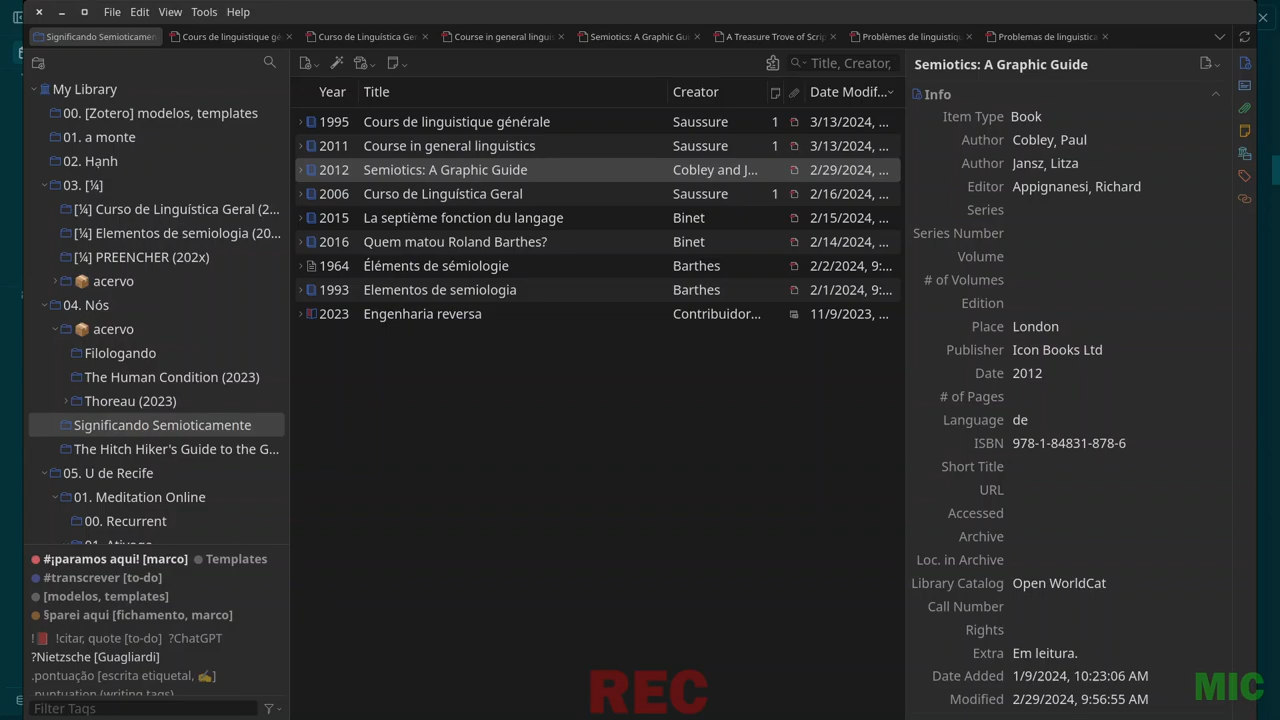 File Edit View Tools Help
Significando Semioticamen
Cours de linguistique gé
Curso de Linguística Ger
Course in general linguis
Semiotics: A Graphic Gu
A Treasure Trove of Scrip
Problèmes de linguistiqu
Problemas de linguistica
My Library
00. [Zotero] modelos, templates
01. a monte
02. Hạnh
03. [¼]
[¼] Curso de Linguística Geral (2...
[¼] Elementos de semiologia (20...
[¼] PREENCHER (202x)
📦 acervo
04. Nós
📦 acervo
Filologando
The Human Condition (2023)
Thoreau (2023)
Significando Semioticamente
The Hitch Hiker's Guide to the G...
05. U de Recife
01. Meditation Online
00. Recurrent
#¡paramos aqui! [marco] Templates
#transcrever [to-do]
[modelos, templates]
§parei aqui [fichamento, marco]
!📕 !citar, quote [to-do] ?ChatGPT
?Nietzsche [Guagliardi]
.pontuação [escrita etiquetal, ✍️]
.puntuation (writing tags)
Filter Tags
Title, Creator,
Year Title Creator Date Modif...
1995 Cours de linguistique générale Saussure 1 3/13/2024, ...
2011 Course in general linguistics Saussure 1 3/13/2024, ...
2012 Semiotics: A Graphic Guide Cobley and J... 2/29/2024, ...
2006 Curso de Linguística Geral Saussure 1 2/16/2024, ...
2015 La septième fonction du langage Binet 2/15/2024, ...
2016 Quem matou Roland Barthes? Binet 2/14/2024, ...
1964 Éléments de sémiologie Barthes 2/2/2024, 9:...
1993 Elementos de semiologia Barthes 2/1/2024, 9:...
2023 Engenharia reversa Contribuidor... 11/9/2023, ...
Semiotics: A Graphic Guide
Info
Item Type Book
Author Cobley, Paul
Author Jansz, Litza
Editor Appignanesi, Richard
Series
Series Number
Volume
# of Volumes
Edition
Place London
Publisher Icon Books Ltd
Date 2012
# of Pages
Language de
ISBN 978-1-84831-878-6
Short Title
URL
Accessed
Archive
Loc. in Archive
Library Catalog Open WorldCat
Call Number
Rights
Extra Em leitura.
Date Added 1/9/2024, 10:23:06 AM
Modified 2/29/2024, 9:56:55 AM
REC
MIC